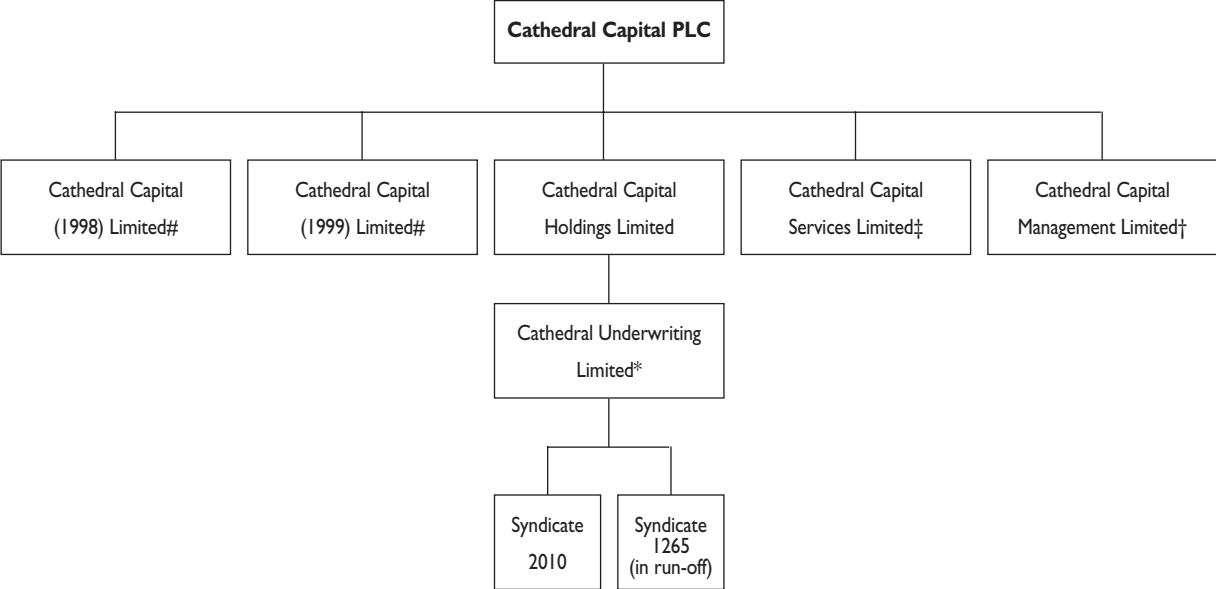 Cathedral Capital PLC
Cathedral Capital
(1998) Limited#
Cathedral Capital
(1999) Limited#
Cathedral Capital
Holdings Limited
Cathedral Capital
Services Limited‡
Cathedral Capital
Management Limited†
Cathedral Underwriting
Limited*
Syndicate
2010
Syndicate
1265
(in run-off)